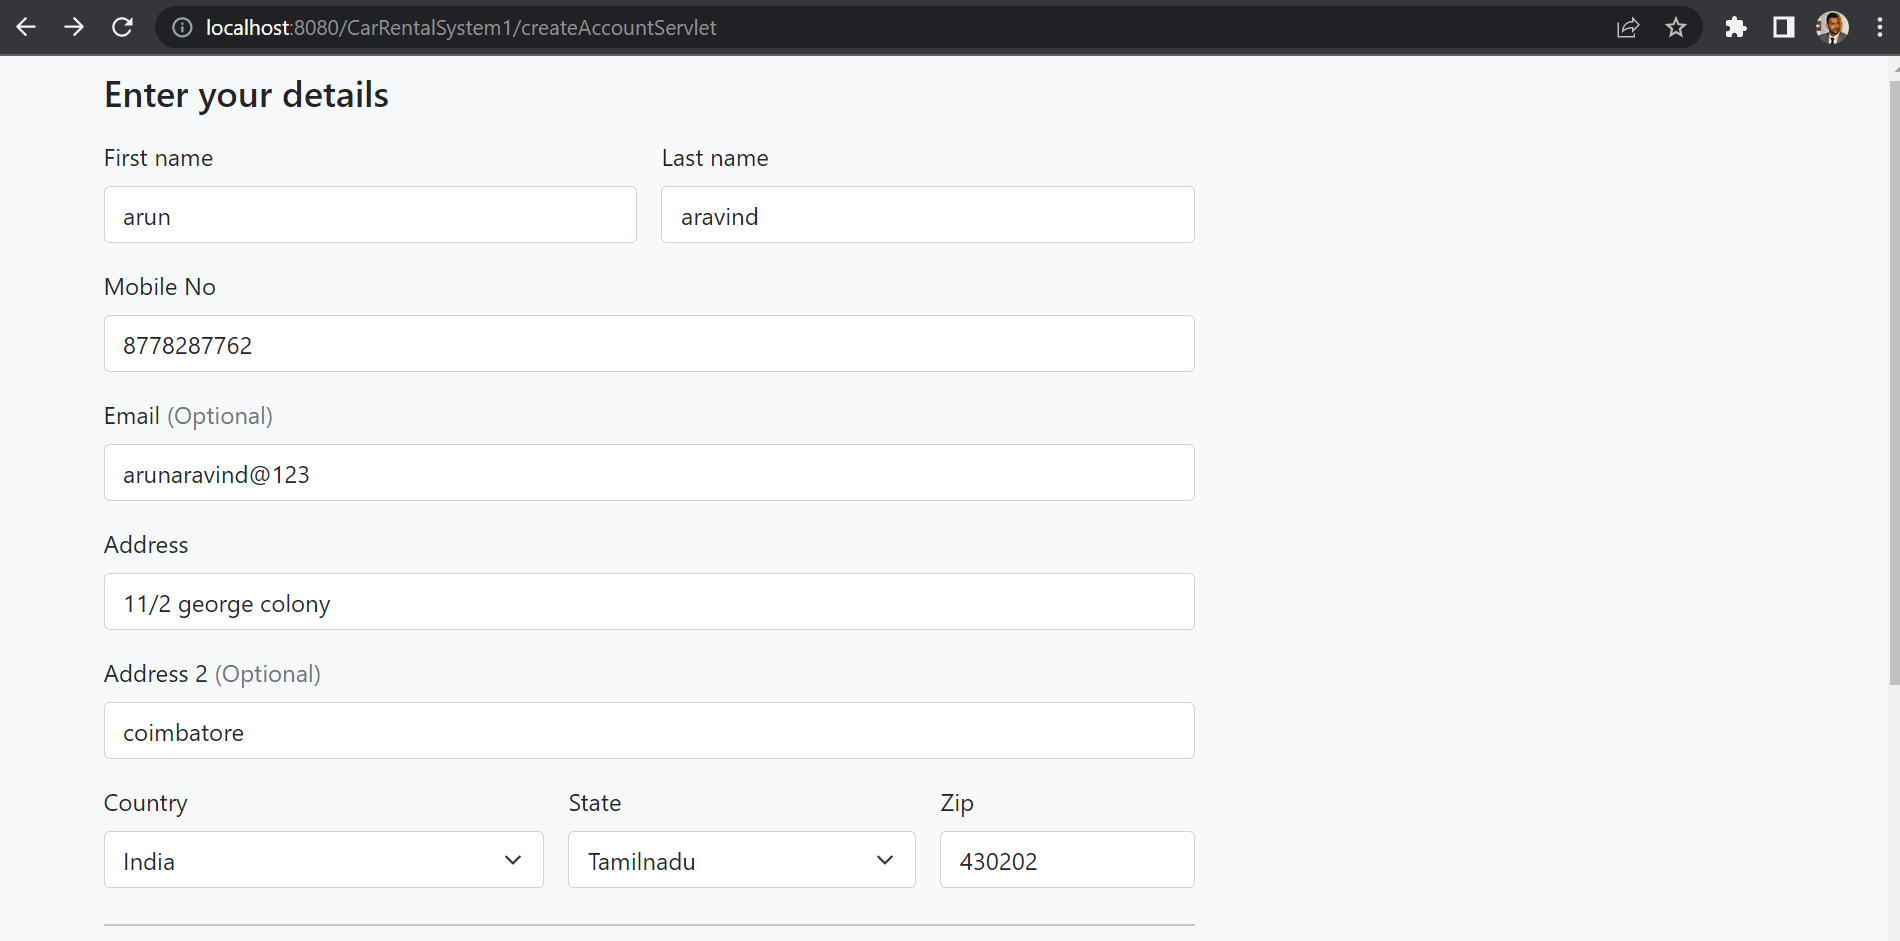 localhost:8080/CarRentalSystem1/createAccountServlet
Enter your details
First name Last name
arun aravind
Mobile No
8778287762
Email (Optional)
arunaravind@123
Address
11/2 george colony
Address 2 (Optional)
coimbatore
Country State Zip
India Tamilnadu 430202